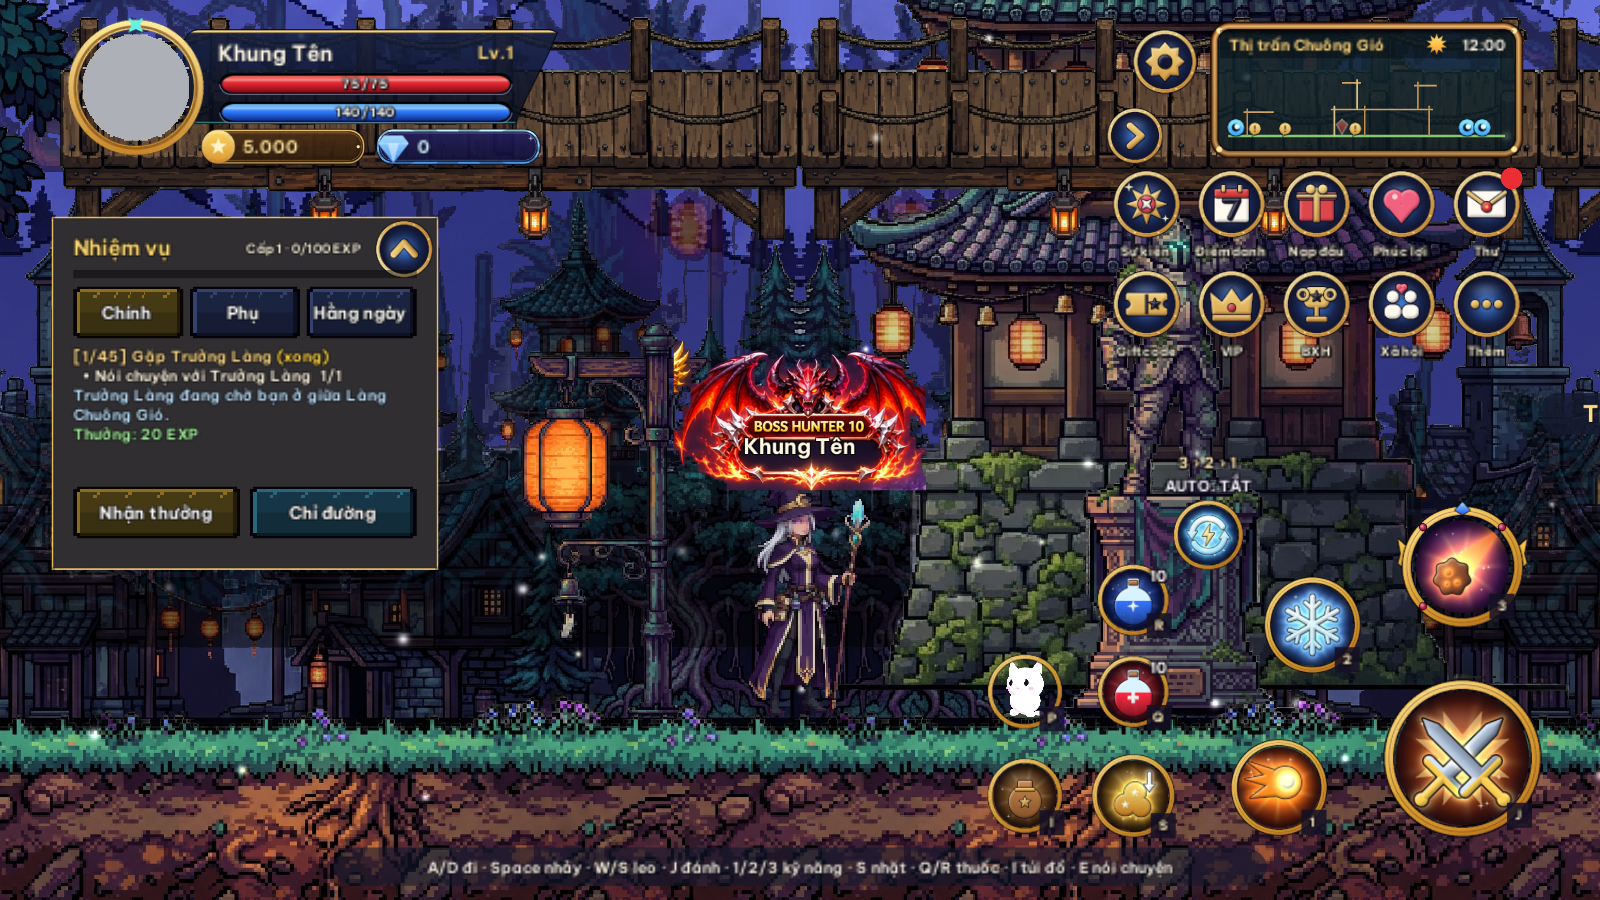 Khung Tên
Lv.1
75/75
140/140
5.000
0
Thị trấn Chuông Gió
12:00
Nhiệm vụ
Cấp 1 - 0/100 EXP
Chính
Phụ
Hằng ngày
[1/45] Gặp Trưởng Làng (xong)
• Nói chuyện với Trưởng Làng 1/1
Trưởng Làng đang chờ bạn ở giữa Làng
Chuông Gió.
Thưởng: 20 EXP
Nhận thưởng
Chỉ đường
7
Sự kiện
Điểm danh
Nạp đầu
Phúc lợi
Thư
Giftcode
VIP
BXH
Xã hội
Thêm
BOSS HUNTER 10
Khung Tên
T
3 › 2 › 1
AUTO: TẮT
10
R
10
Q
P
I
S
1
2
3
J
A/D đi · Space nhảy · W/S leo · J đánh · 1/2/3 kỹ năng · S nhặt · Q/R thuốc · I túi đồ · E nói chuyện